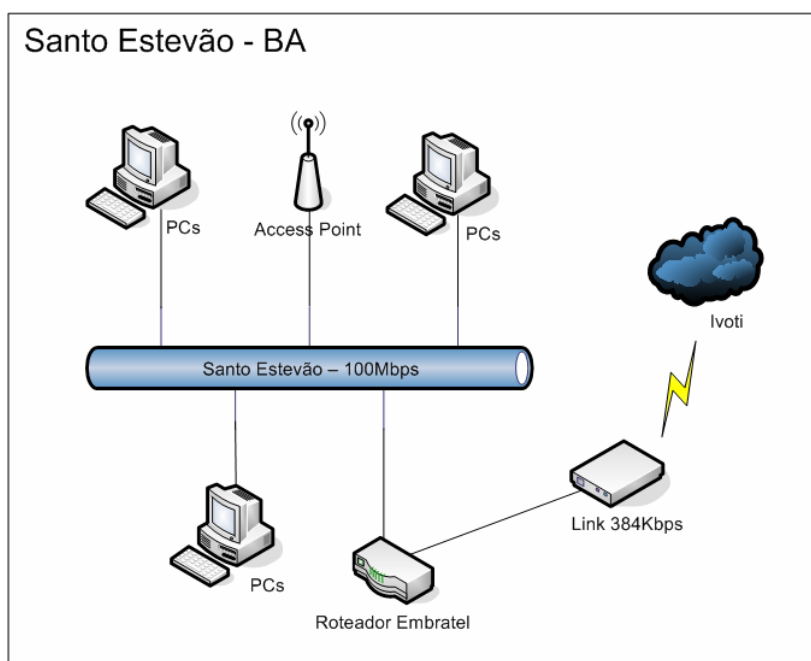 Santo Estevão - BA
PCs
Access Point
PCs
Ivoti
Santo Estevão – 100Mbps
Link 384Kbps
PCs
Roteador Embratel